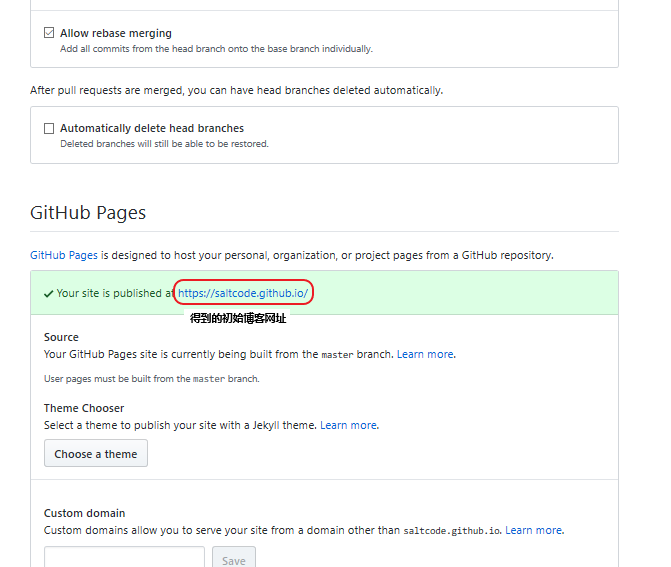 Allow rebase merging
Add all commits from the head branch onto the base branch individually.
After pull requests are merged, you can have head branches deleted automatically.
Automatically delete head branches
Deleted branches will still be able to be restored.
GitHub Pages
GitHub Pages is designed to host your personal, organization, or project pages from a GitHub repository.
Your site is published at https://saltcode.github.io/
得到的初始博客网址
Source
Your GitHub Pages site is currently being built from the master branch. Learn more.
User pages must be built from the master branch.
Theme Chooser
Select a theme to publish your site with a Jekyll theme. Learn more.
Choose a theme
Custom domain
Custom domains allow you to serve your site from a domain other than saltcode.github.io. Learn more.
Save